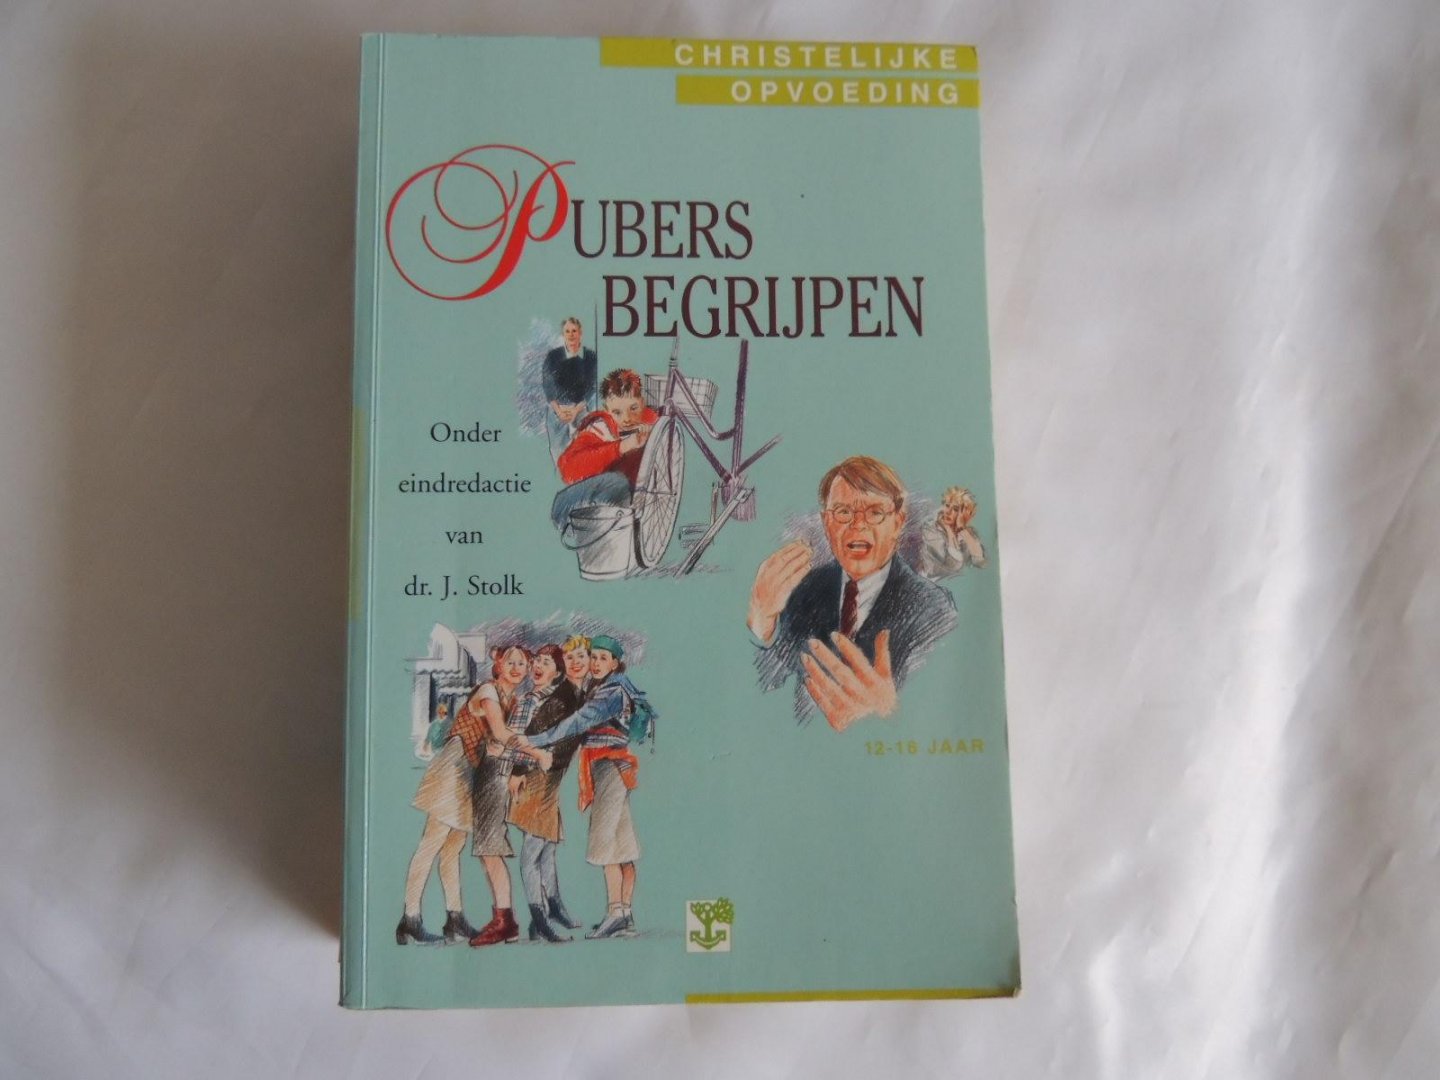 CHRISTELIJKE
OPVOEDING
PUBERS
BEGRIJPEN
Onder
eindredactie
van
dr. J. Stolk
12-16 JAAR